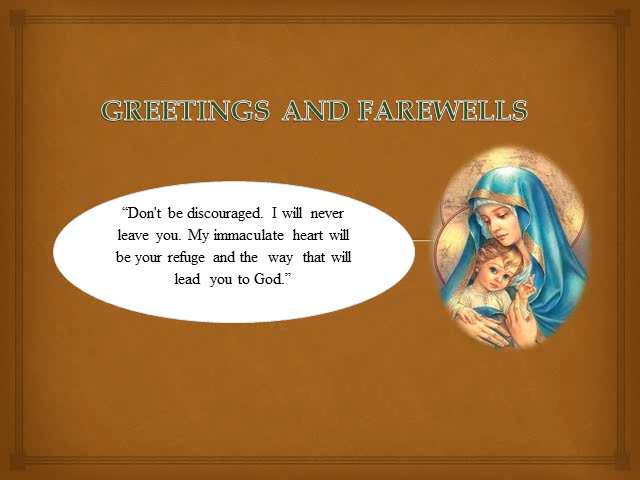 GREETINGS AND FAREWELLS
“Don't be discouraged. I will never
leave you. My immaculate heart will
be your refuge and the way that will
lead you to God.”